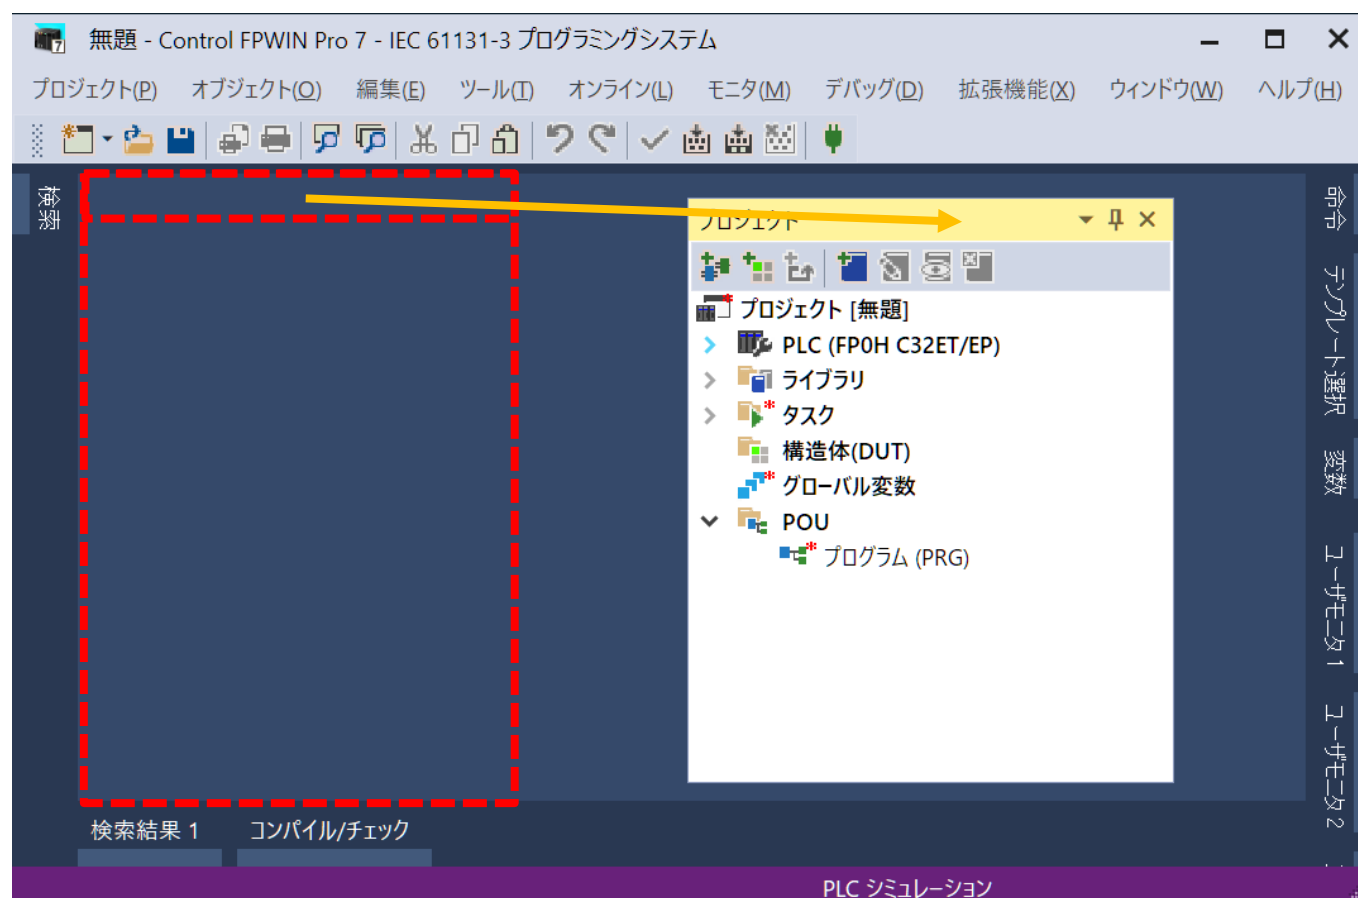 無題 - Control FPWIN Pro 7 - IEC 61131-3 プログラミングシステム
プロジェクト(P) オブジェクト(O) 編集(E) ツール(T) オンライン(L) モニタ(M) デバッグ(D) 拡張機能(X) ウィンドウ(W) ヘルプ(H)
検索
プロジェクト
プロジェクト [無題]
PLC (FP0H C32ET/EP)
ライブラリ
タスク
構造体(DUT)
グローバル変数
POU
プログラム (PRG)
命令
テンプレート選択
変数
ユーザモニタ 1
ユーザモニタ 2
検索結果 1 コンパイル/チェック
PLC シミュレーション